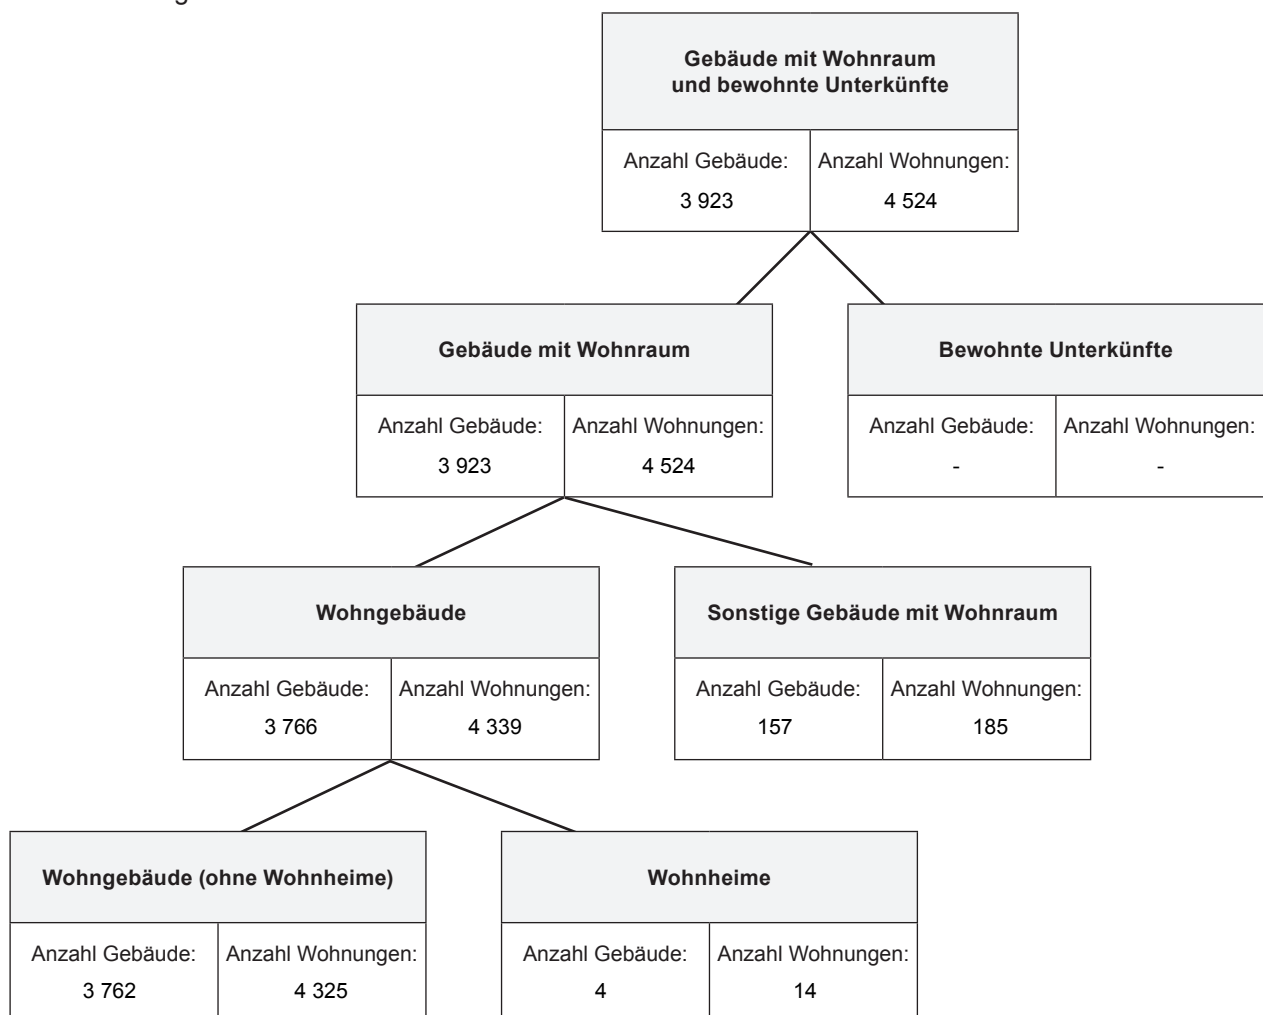 Gebäude mit Wohnraum
und bewohnte Unterkünfte
Anzahl Gebäude: Anzahl Wohnungen:
3 923 4 524
Gebäude mit Wohnraum
Anzahl Gebäude: Anzahl Wohnungen:
3 923 4 524
Bewohnte Unterkünfte
Anzahl Gebäude: Anzahl Wohnungen:
- -
Wohngebäude
Anzahl Gebäude: Anzahl Wohnungen:
3 766 4 339
Sonstige Gebäude mit Wohnraum
Anzahl Gebäude: Anzahl Wohnungen:
157 185
Wohngebäude (ohne Wohnheime)
Anzahl Gebäude: Anzahl Wohnungen:
3 762 4 325
Wohnheime
Anzahl Gebäude: Anzahl Wohnungen:
4 14